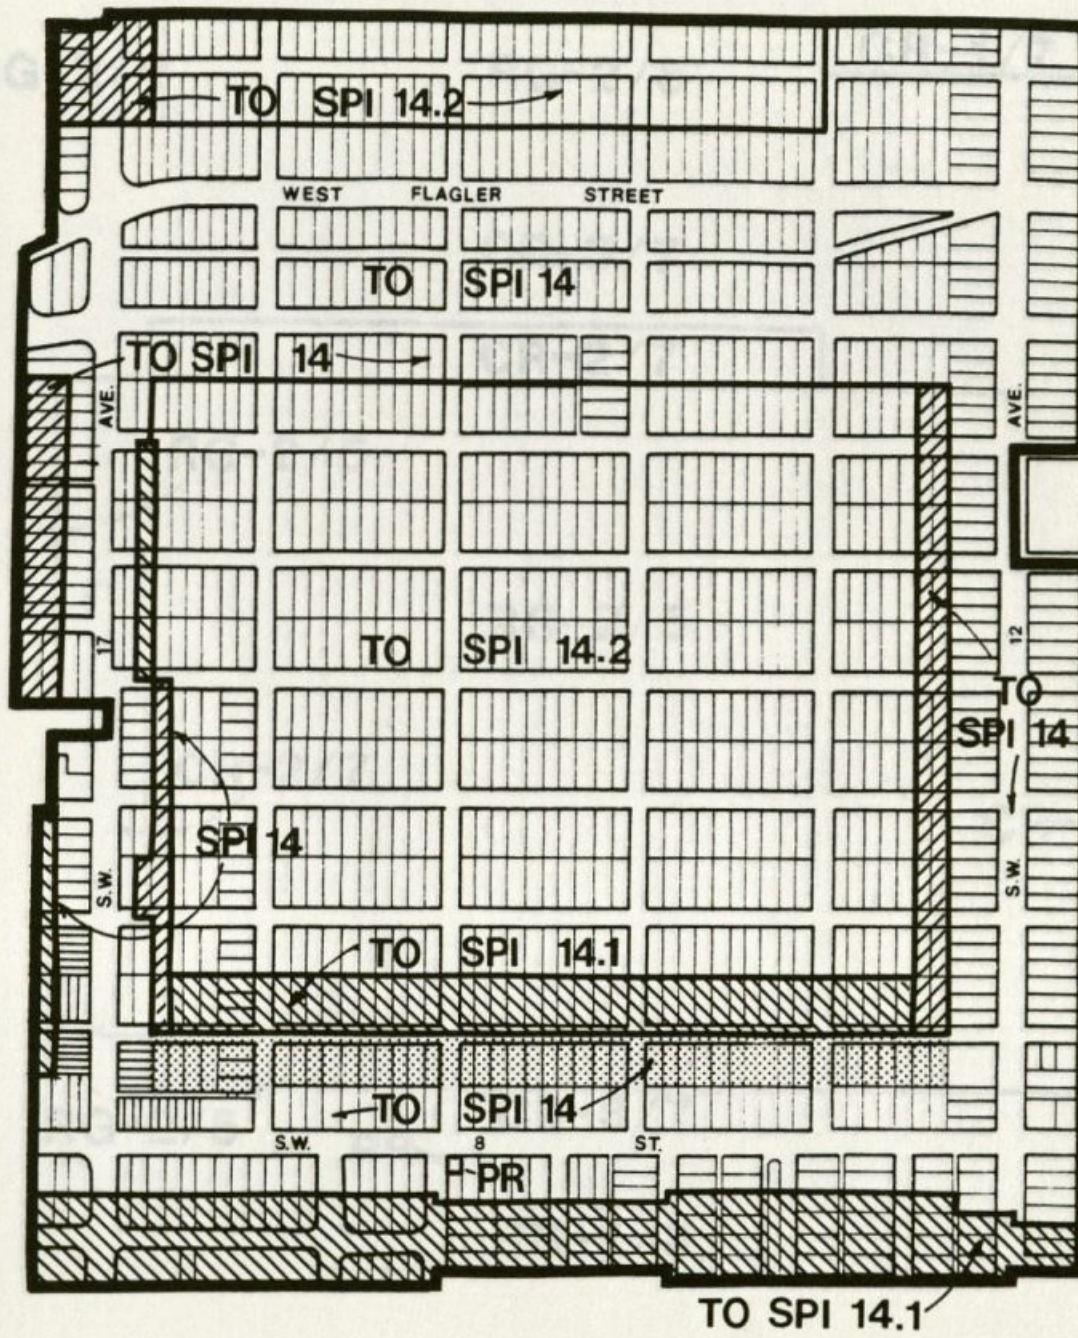 TO SPI 14.2
WEST FLAGLER STREET
TO SPI 14
TO SPI 14
AVE.
AVE.
TO SPI 14.2
17
12
TO
SPI 14
SPI 14
S.W.
S.W.
TO SPI 14.1
TO SPI 14
S.W. 8 ST.
PR
TO SPI 14.1